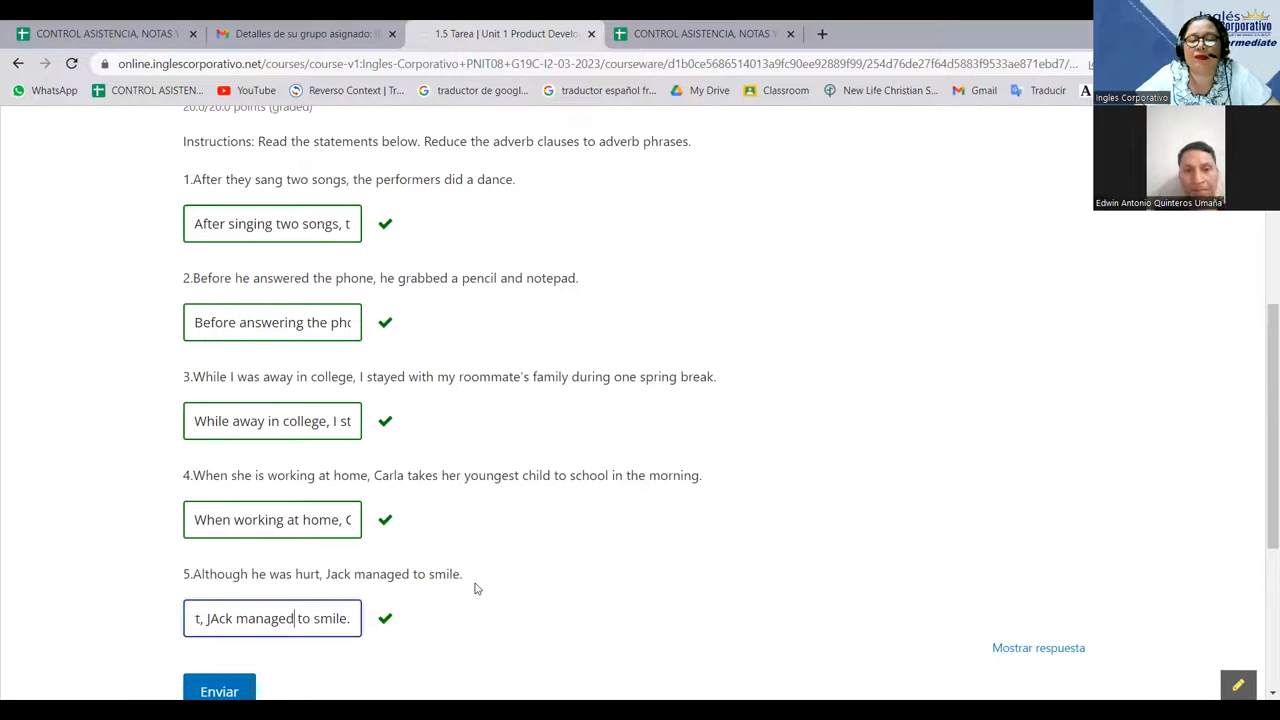 CONTROL ASISTENCIA, NOTAS Y
Detalles de su grupo asignado: (I
1.5 Tarea | Unit 1 Product Develo
CONTROL ASISTENCIA, NOTAS Y
online.inglescorporativo.net/courses/course-v1:Ingles-Corporativo+PNIT08+G19C-I2-03-2023/courseware/d1b0ce5686514013a9fc90ee92889f99/254d76de27f64d5883f9533ae871eb7d/...
WhatsApp
CONTROL ASISTEN...
YouTube
Reverso Context | Tr...
traductor de googl...
traductor español fr...
My Drive
Classroom
New Life Christian S...
Gmail
Traducir
Inglés
Corporativo
Ingles Corporativo
Edwin Antonio Quinteros Umaña
20.0/20.0 points (graded)
Instructions: Read the statements below. Reduce the adverb clauses to adverb phrases.
1.After they sang two songs, the performers did a dance.
After singing two songs, t
2.Before he answered the phone, he grabbed a pencil and notepad.
Before answering the pho
3.While I was away in college, I stayed with my roommate's family during one spring break.
While away in college, I st
4.When she is working at home, Carla takes her youngest child to school in the morning.
When working at home, C
5.Although he was hurt, Jack managed to smile.
t, JAck managed to smile.
Mostrar respuesta
Enviar